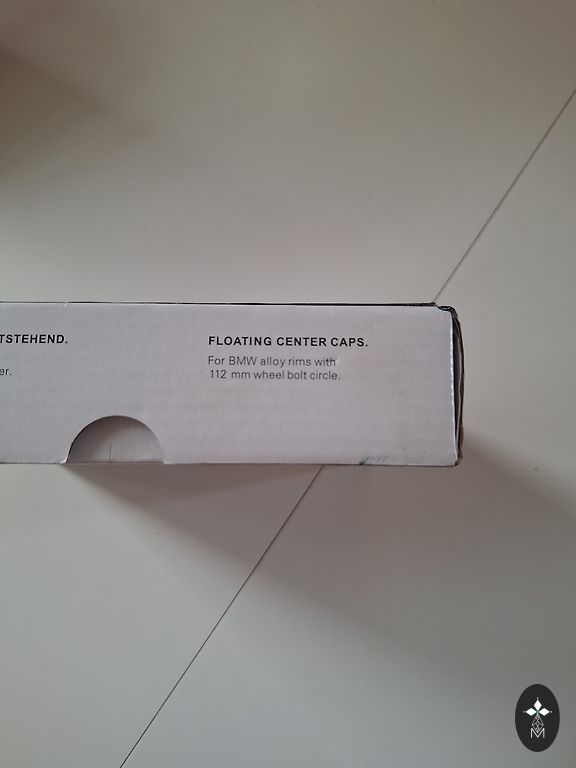 TSTEHEND.
er.
FLOATING CENTER CAPS.
For BMW alloy rims with
112 mm wheel bolt circle.
M